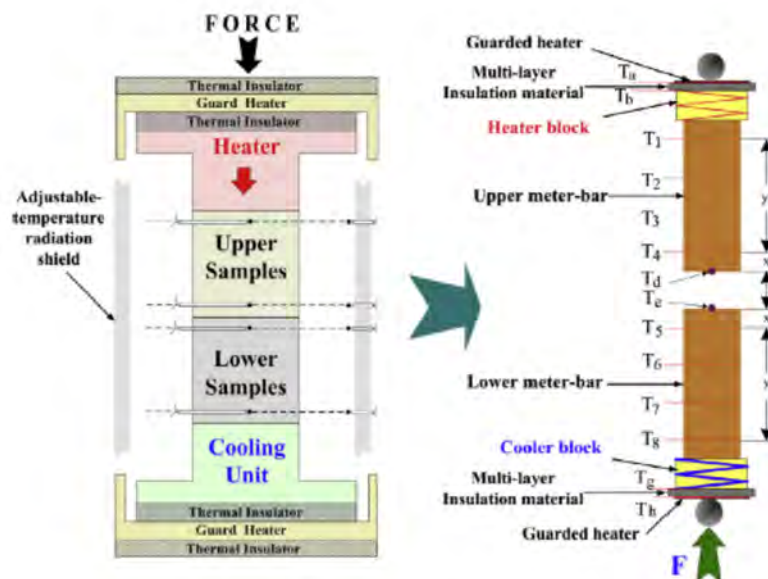 FORCE
Thermal Insulator
Guard Heater
Thermal Insulator
Heater
Adjustable-
temperature
radiation
shield
Upper
Samples
Lower
Samples
Cooling
Unit
Thermal Insulator
Guard Heater
Thermal Insulator
Guarded heater
Ta
Multi-layer
Insulation material
Tb
Heater block
T1
T2
Upper meter-bar
T3
y
T4
x
Td
Te
x
T5
T6
Lower meter-bar
T7
T8
Cooler block
Tg
Multi-layer
Insulation material
Th
Guarded heater
F